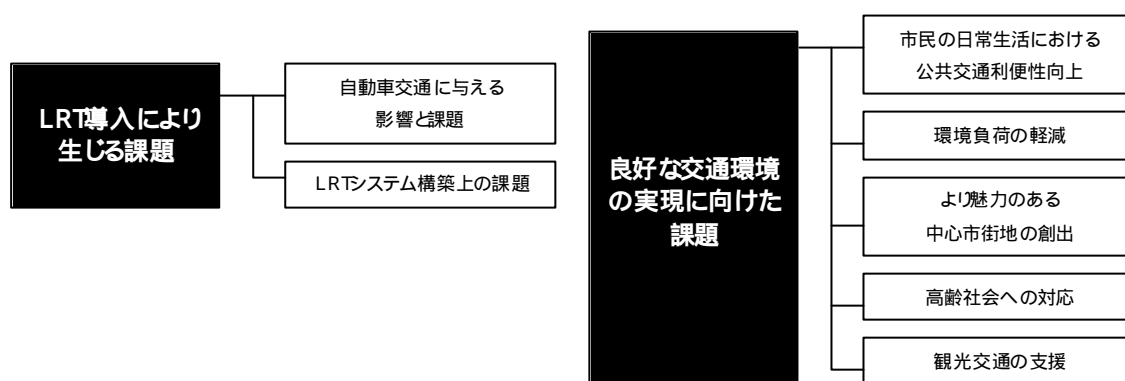 LRT導入により
生じる課題
自動車交通に与える
影響と課題
LRTシステム構築上の課題
良好な交通環境
の実現に向けた
課題
市民の日常生活における
公共交通利便性向上
環境負荷の軽減
より魅力のある
中心市街地の創出
高齢社会への対応
観光交通の支援